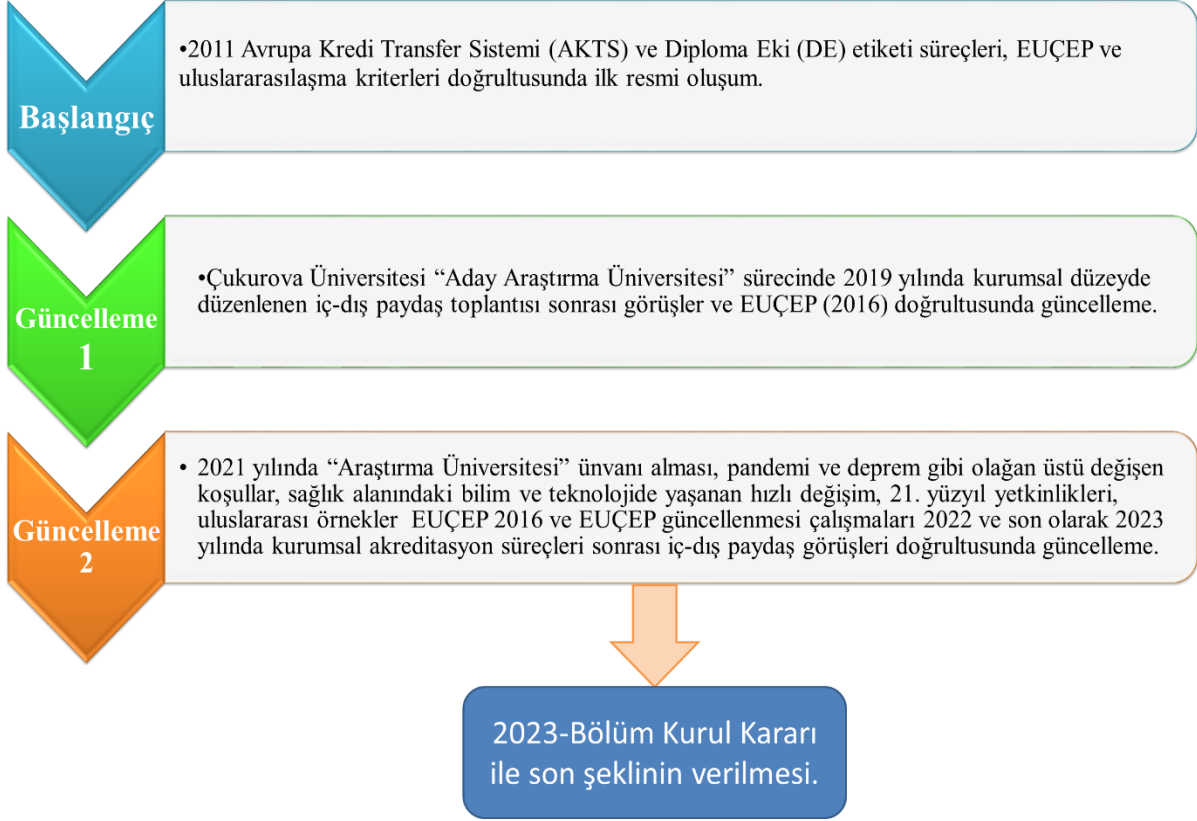 Başlangıç
•2011 Avrupa Kredi Transfer Sistemi (AKTS) ve Diploma Eki (DE) etiketi süreçleri, EUÇEP ve
uluslararasılaşma kriterleri doğrultusunda ilk resmi oluşum.
Güncelleme
1
•Çukurova Üniversitesi “Aday Araştırma Üniversitesi” sürecinde 2019 yılında kurumsal düzeyde
düzenlenen iç-dış paydaş toplantısı sonrası görüşler ve EUÇEP (2016) doğrultusunda güncelleme.
Güncelleme
2
• 2021 yılında “Araştırma Üniversitesi” ünvanı alması, pandemi ve deprem gibi olağan üstü değişen
koşullar, sağlık alanındaki bilim ve teknolojide yaşanan hızlı değişim, 21. yüzyıl yetkinlikleri,
uluslararası örnekler EUÇEP 2016 ve EUÇEP güncellenmesi çalışmaları 2022 ve son olarak 2023
yılında kurumsal akreditasyon süreçleri sonrası iç-dış paydaş görüşleri doğrultusunda güncelleme.
2023-Bölüm Kurul Kararı
ile son şeklinin verilmesi.